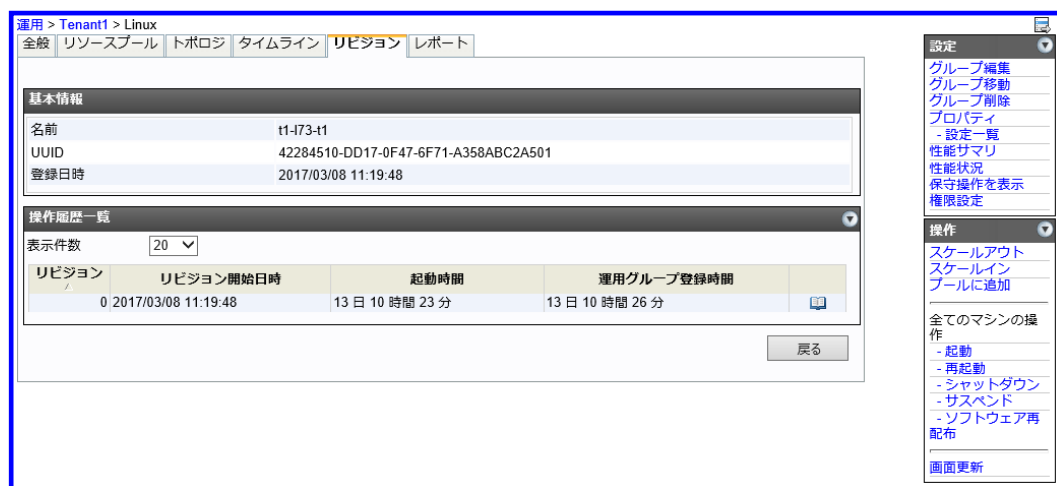 運用 > Tenant1 > Linux
全般 リソースプール トポロジ タイムライン リビジョン レポート
基本情報
名前 t1-l73-t1
UUID 42284510-DD17-0F47-6F71-A358ABC2A501
登録日時 2017/03/08 11:19:48
操作履歴一覧
表示件数 20
リビジョン リビジョン開始日時 起動時間 運用グループ登録時間
0 2017/03/08 11:19:48 13 日 10 時間 23 分 13 日 10 時間 26 分
戻る
設定
グループ編集
グループ移動
グループ削除
プロパティ
- 設定一覧
性能サマリ
性能状況
保守操作を表示
権限設定
操作
スケールアウト
スケールイン
プールに追加
全てのマシンの操
作
- 起動
- 再起動
- シャットダウン
- サスペンド
- ソフトウェア再
配布
画面更新